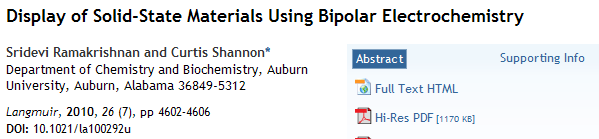 Display of Solid-State Materials Using Bipolar Electrochemistry
Sridevi Ramakrishnan and Curtis Shannon*
Department of Chemistry and Biochemistry, Auburn
University, Auburn, Alabama 36849-5312
Langmuir, 2010, 26 (7), pp 4602-4606
DOI: 10.1021/la100292u
Abstract
Supporting Info
Full Text HTML
Hi-Res PDF [1170 KB]